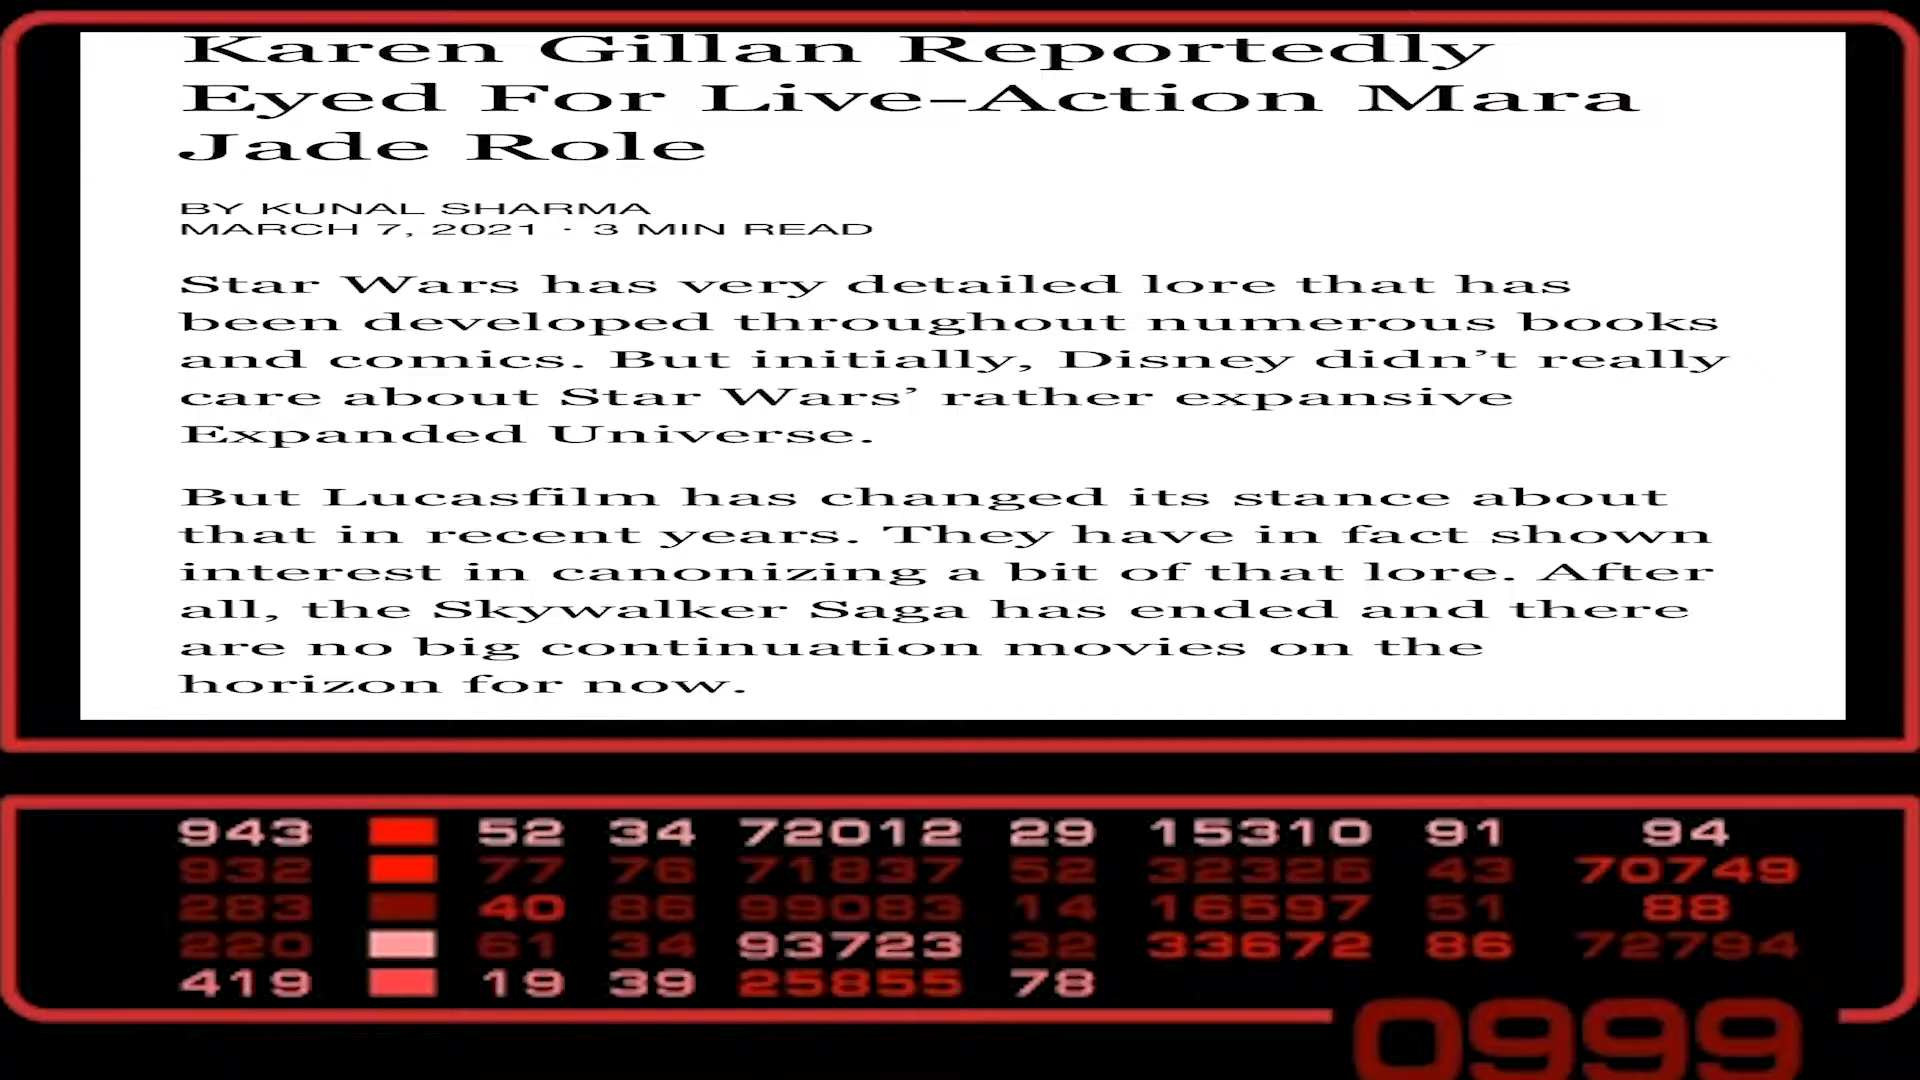 Karen Gillan Reportedly
Eyed For Live-Action Mara
Jade Role
BY KUNAL SHARMA
MARCH 7, 2021 · 3 MIN READ
Star Wars has very detailed lore that has
been developed throughout numerous books
and comics. But initially, Disney didn’t really
care about Star Wars’ rather expansive
Expanded Universe.
But Lucasfilm has changed its stance about
that in recent years. They have in fact shown
interest in canonizing a bit of that lore. After
all, the Skywalker Saga has ended and there
are no big continuation movies on the
horizon for now.
943 52 34 72012 29 15310 91 94
932 77 76 71837 52 32326 43 70749
283 40 86 99083 14 16597 51 88
220 61 34 93723 32 33672 86 72794
419 19 39 25855 78
0999